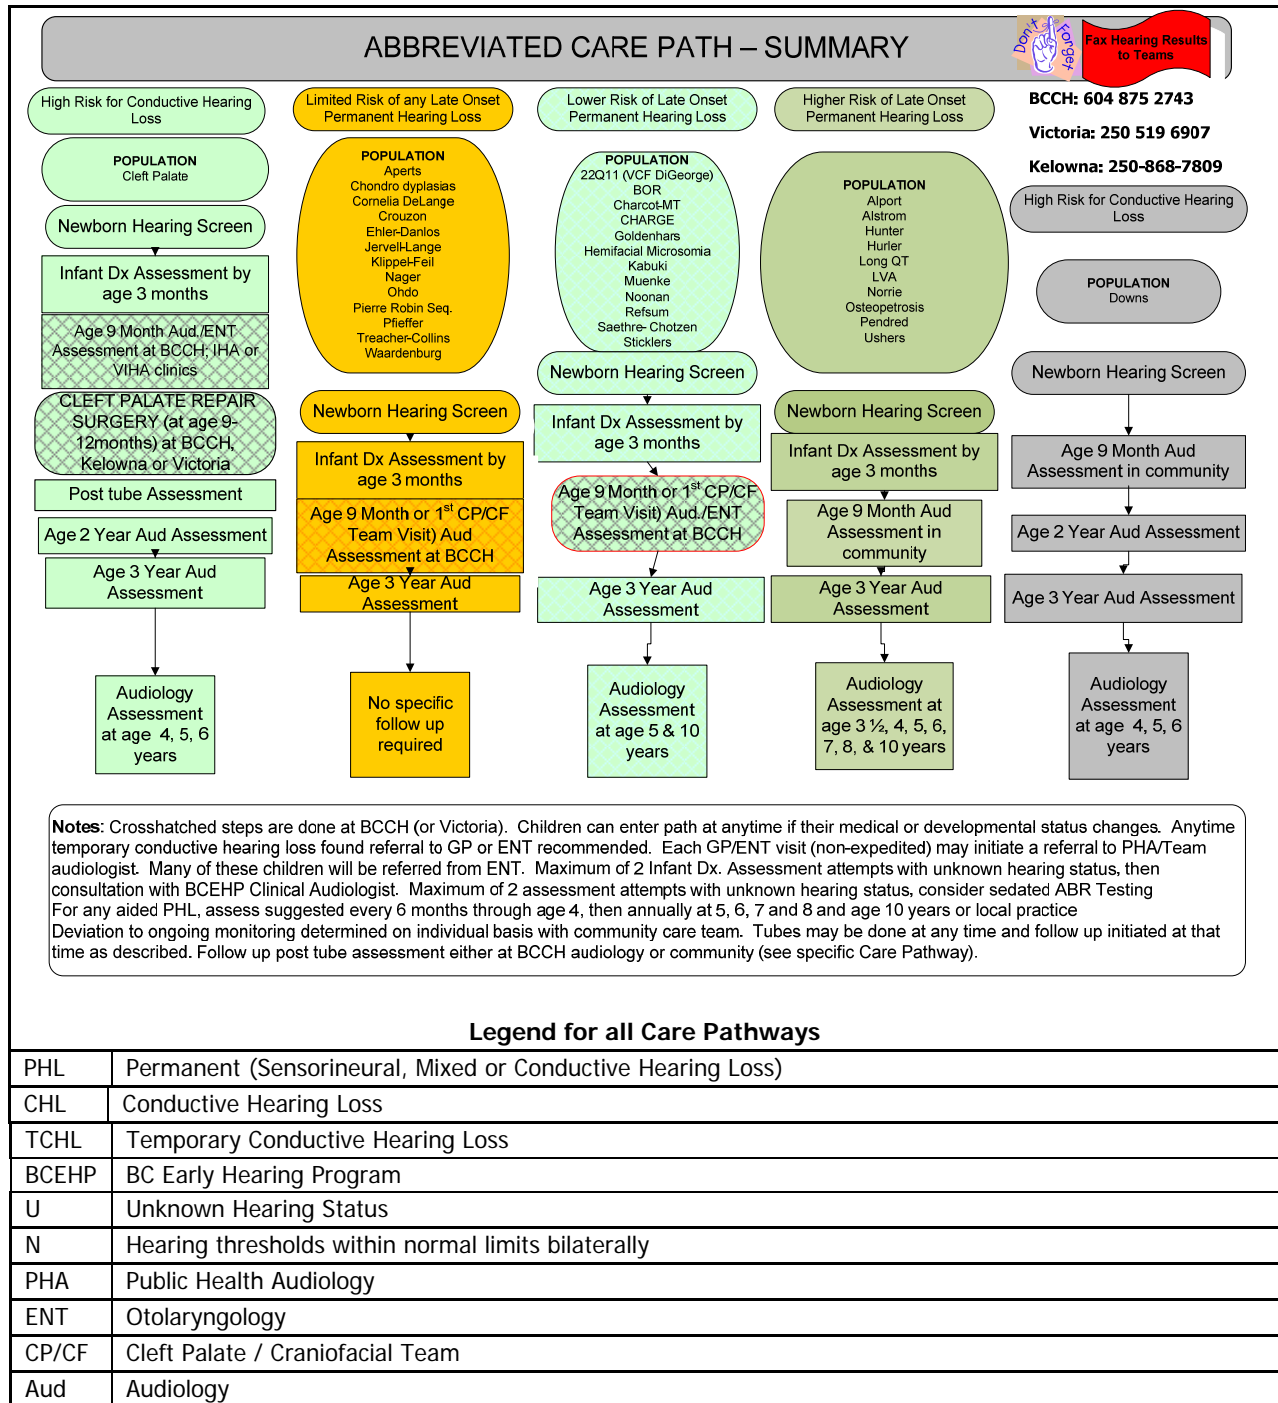 ABBREVIATED CARE PATH – SUMMARY
Don't Forget
Fax Hearing Results
to Teams
BCCH: 604 875 2743
Victoria: 250 519 6907
Kelowna: 250-868-7809
High Risk for Conductive Hearing
Loss
POPULATION
Cleft Palate
Newborn Hearing Screen
Infant Dx Assessment by
age 3 months
Age 9 Month Aud./ENT
Assessment at BCCH; IHA or
VIHA clinics
CLEFT PALATE REPAIR
SURGERY (at age 9-
12months) at BCCH,
Kelowna or Victoria
Post tube Assessment
Age 2 Year Aud Assessment
Age 3 Year Aud
Assessment
Audiology
Assessment
at age 4, 5, 6
years
Limited Risk of any Late Onset
Permanent Hearing Loss
POPULATION
Aperts
Chondro dyplasias
Cornelia DeLange
Crouzon
Ehler-Danlos
Jervell-Lange
Klippel-Feil
Nager
Ohdo
Pierre Robin Seq.
Pfieffer
Treacher-Collins
Waardenburg
Newborn Hearing Screen
Infant Dx Assessment by
age 3 months
Age 9 Month or 1st CP/CF
Team Visit) Aud
Assessment at BCCH
Age 3 Year Aud
Assessment
No specific
follow up
required
Lower Risk of Late Onset
Permanent Hearing Loss
POPULATION
22Q11 (VCF DiGeorge)
BOR
Charcot-MT
CHARGE
Goldenhars
Hemifacial Microsomia
Kabuki
Muenke
Noonan
Refsum
Saethre- Chotzen
Sticklers
Newborn Hearing Screen
Infant Dx Assessment by
age 3 months
Age 9 Month or 1st CP/CF
Team Visit) Aud./ENT
Assessment at BCCH
Age 3 Year Aud
Assessment
Audiology
Assessment
at age 5 & 10
years
Higher Risk of Late Onset
Permanent Hearing Loss
POPULATION
Alport
Alstrom
Hunter
Hurler
Long QT
LVA
Norrie
Osteopetrosis
Pendred
Ushers
Newborn Hearing Screen
Infant Dx Assessment by
age 3 months
Age 9 Month Aud
Assessment in
community
Age 3 Year Aud
Assessment
Audiology
Assessment at
age 3 ½, 4, 5, 6,
7, 8, & 10 years
High Risk for Conductive Hearing
Loss
POPULATION
Downs
Newborn Hearing Screen
Age 9 Month Aud
Assessment in community
Age 2 Year Aud Assessment
Age 3 Year Aud Assessment
Audiology
Assessment
at age 4, 5, 6
years
Notes: Crosshatched steps are done at BCCH (or Victoria). Children can enter path at anytime if their medical or developmental status changes. Anytime
temporary conductive hearing loss found referral to GP or ENT recommended. Each GP/ENT visit (non-expedited) may initiate a referral to PHA/Team
audiologist. Many of these children will be referred from ENT. Maximum of 2 Infant Dx. Assessment attempts with unknown hearing status, then
consultation with BCEHP Clinical Audiologist. Maximum of 2 assessment attempts with unknown hearing status, consider sedated ABR Testing
For any aided PHL, assess suggested every 6 months through age 4, then annually at 5, 6, 7 and 8 and age 10 years or local practice
Deviation to ongoing monitoring determined on individual basis with community care team. Tubes may be done at any time and follow up initiated at that
time as described. Follow up post tube assessment either at BCCH audiology or community (see specific Care Pathway).
Legend for all Care Pathways
PHL Permanent (Sensorineural, Mixed or Conductive Hearing Loss)
CHL Conductive Hearing Loss
TCHL Temporary Conductive Hearing Loss
BCEHP BC Early Hearing Program
U Unknown Hearing Status
N Hearing thresholds within normal limits bilaterally
PHA Public Health Audiology
ENT Otolaryngology
CP/CF Cleft Palate / Craniofacial Team
Aud Audiology